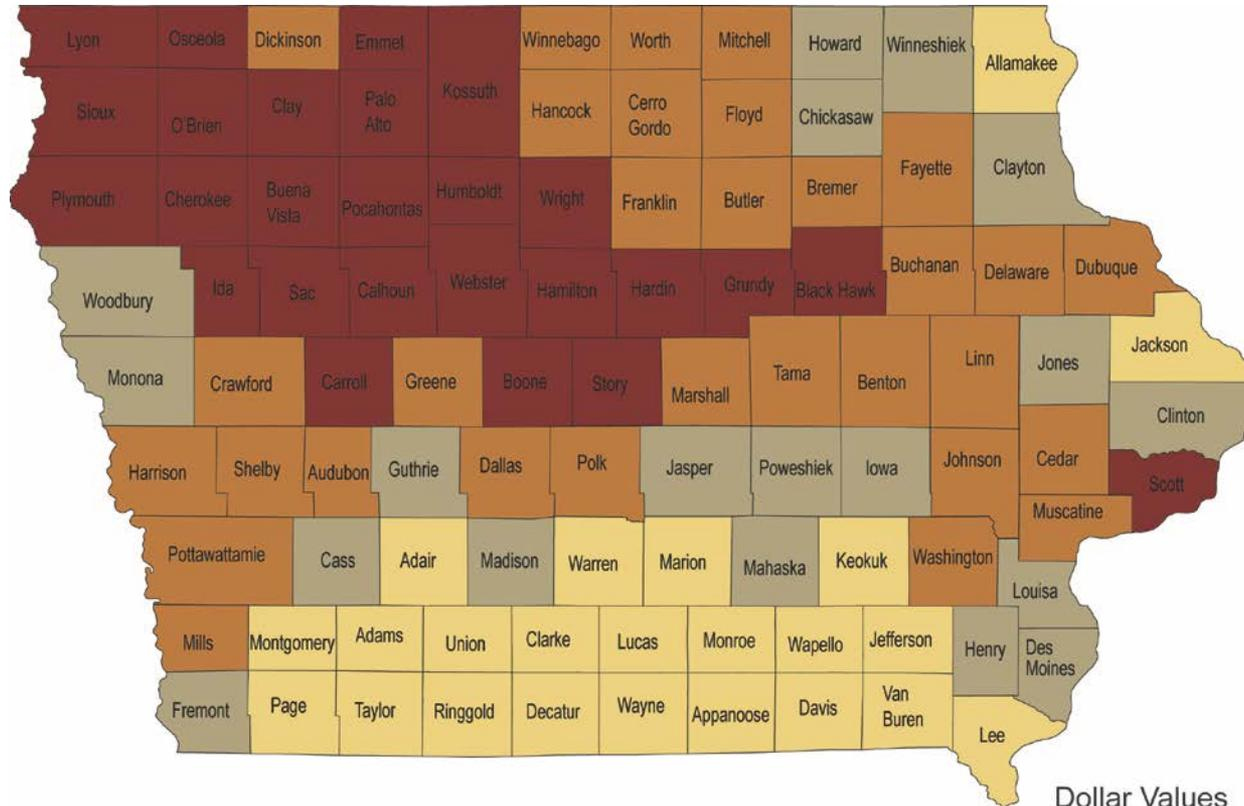 Lyon
Osceola
Dickinson
Emmet
Winnebago
Worth
Mitchell
Howard
Winneshiek
Allamakee
Kossuth
Sioux
O'Brien
Clay
Palo
Alto
Hancock
Cerro
Gordo
Floyd
Chickasaw
Fayette
Clayton
Plymouth
Cherokee
Buena
Vista
Pocahontas
Humboldt
Wright
Franklin
Butler
Bremer
Woodbury
Ida
Sac
Calhoun
Webster
Hamilton
Hardin
Grundy
Black Hawk
Buchanan
Delaware
Dubuque
Monona
Crawford
Carroll
Greene
Boone
Story
Marshall
Tama
Benton
Linn
Jones
Jackson
Clinton
Harrison
Shelby
Audubon
Guthrie
Dallas
Polk
Jasper
Poweshiek
Iowa
Johnson
Cedar
Scott
Muscatine
Pottawattamie
Cass
Adair
Madison
Warren
Marion
Mahaska
Keokuk
Washington
Louisa
Mills
Montgomery
Adams
Union
Clarke
Lucas
Monroe
Wapello
Jefferson
Henry
Des
Moines
Fremont
Page
Taylor
Ringgold
Decatur
Wayne
Appanoose
Davis
Van
Buren
Lee
Dollar Values